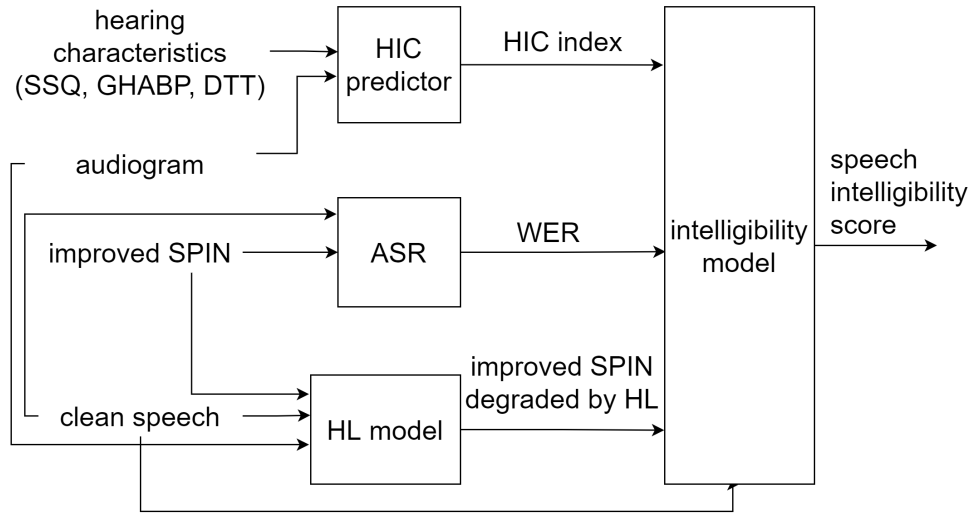 hearing
characteristics
(SSQ, GHABP, DTT)
HIC
predictor
HIC index
audiogram
speech
intelligibility
score
improved SPIN
ASR
WER
intelligibility
model
improved SPIN
degraded by HL
clean speech
HL model